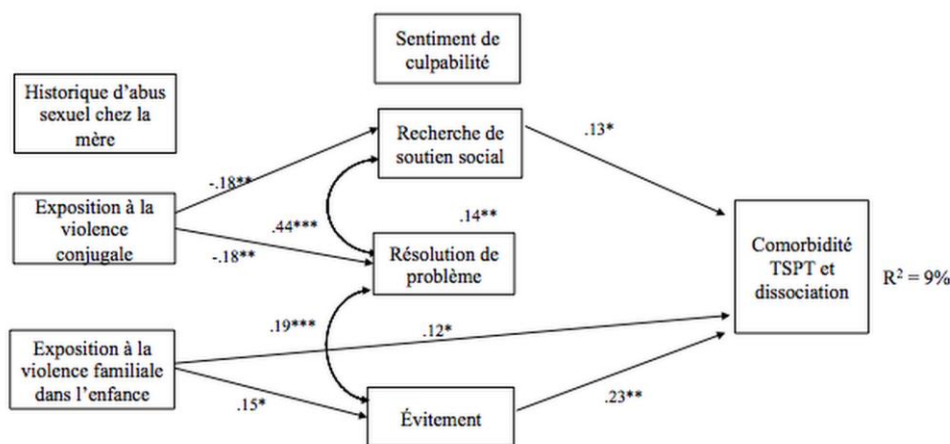 Sentiment de
culpabilité
Historique d'abus
sexuel chez la
mère
Recherche de
soutien social
.13*
-.18**
Exposition à la
violence
conjugale
.44***
.14**
-.18**
Résolution de
problème
Comorbidité
TSPT et
dissociation
R² = 9%
.19***
.12*
Exposition à la
violence familiale
dans l'enfance
.15*
Évitement
.23**